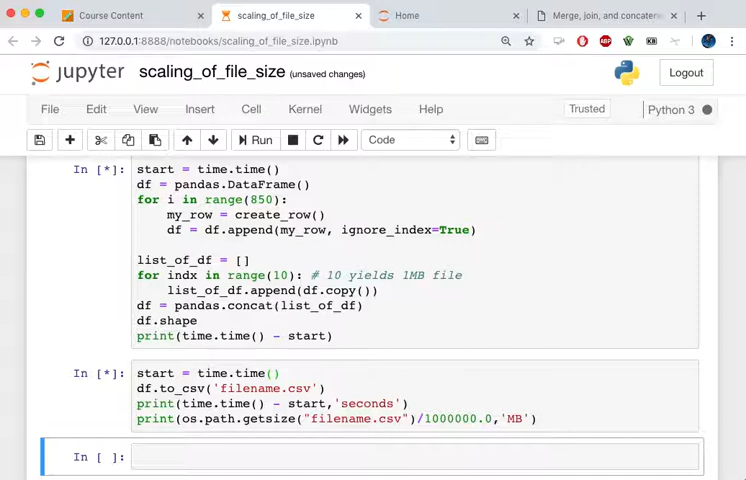 Course Content
scaling_of_file_size
Home
Merge, join, and concaten
127.0.0.1:8888/notebooks/scaling_of_file_size.ipynb
ABP
jupyter scaling_of_file_size (unsaved changes)
Logout
File Edit View Insert Cell Kernel Widgets Help
Trusted
Python 3
Run
Code
In [*]:
start = time.time()
df = pandas.DataFrame()
for i in range(850):
    my_row = create_row()
    df = df.append(my_row, ignore_index=True)
list_of_df = []
for indx in range(10): # 10 yields 1MB file
    list_of_df.append(df.copy())
df = pandas.concat(list_of_df)
df.shape
print(time.time() - start)
In [*]:
start = time.time()
df.to_csv('filename.csv')
print(time.time() - start,'seconds')
print(os.path.getsize("filename.csv")/1000000.0,'MB')
In [ ]: